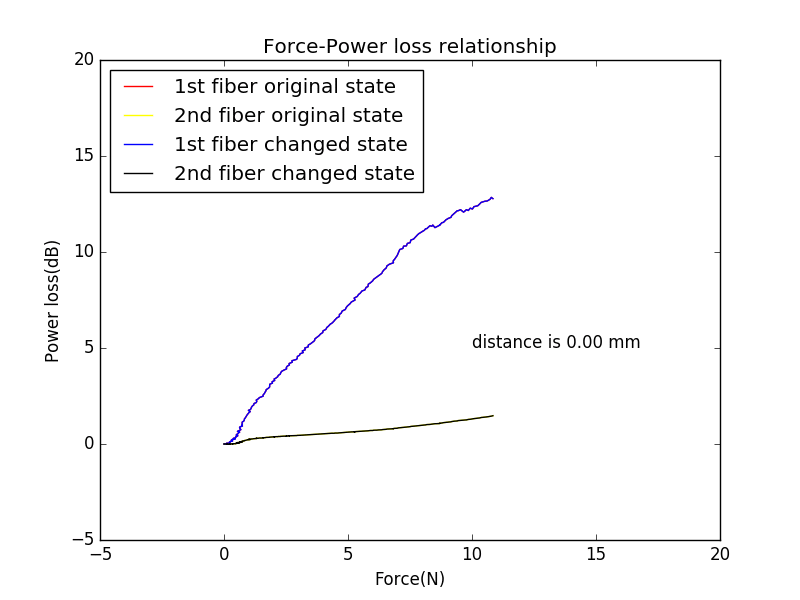 Force-Power loss relationship
20
15
10
5
0
−5
Power loss(dB)
1st fiber original state
2nd fiber original state
1st fiber changed state
2nd fiber changed state
distance is 0.00 mm
−5 0 5 10 15 20
Force(N)